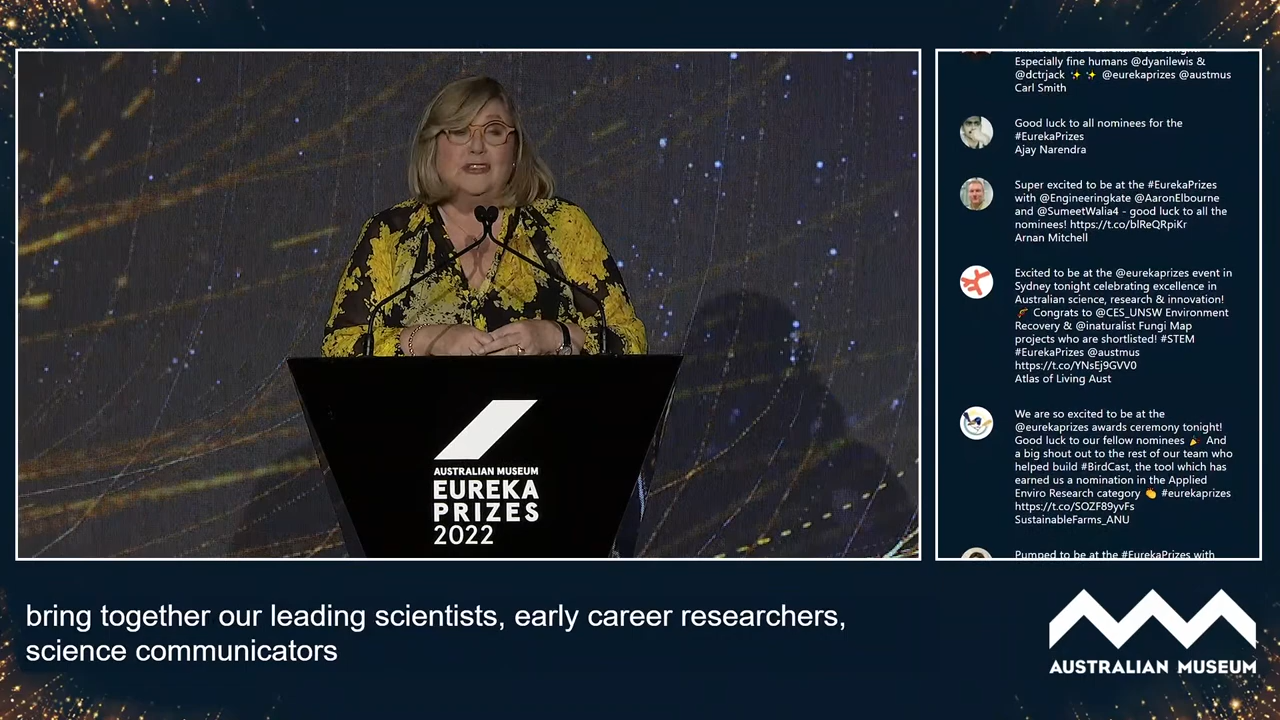 AUSTRALIAN MUSEUM
EUREKA
PRIZES
2022
Especially fine humans @dyanilewis &
@dctrjack ✨ ✨ @eurekaprizes @austmus
Carl Smith
Good luck to all nominees for the
#EurekaPrizes
Ajay Narendra
Super excited to be at the #EurekaPrizes
with @Engineeringkate @AaronElbourne
and @SumeetWalia4 - good luck to all the
nominees! https://t.co/blReQRpiKr
Arnan Mitchell
Excited to be at the @eurekaprizes event in
Sydney tonight celebrating excellence in
Australian science, research & innovation!
Congrats to @CES_UNSW Environment
Recovery & @inaturalist Fungi Map
projects who are shortlisted! #STEM
#EurekaPrizes @austmus
https://t.co/YNsEj9GVV0
Atlas of Living Aust
We are so excited to be at the
@eurekaprizes awards ceremony tonight!
Good luck to our fellow nominees 🎉 And
a big shout out to the rest of our team who
helped build #BirdCast, the tool which has
earned us a nomination in the Applied
Enviro Research category 👏 #eurekaprizes
https://t.co/SOZF89yvFs
SustainableFarms_ANU
Pumped to be at the #EurekaPrizes with
bring together our leading scientists, early career researchers,
science communicators
AUSTRALIAN MUSEUM